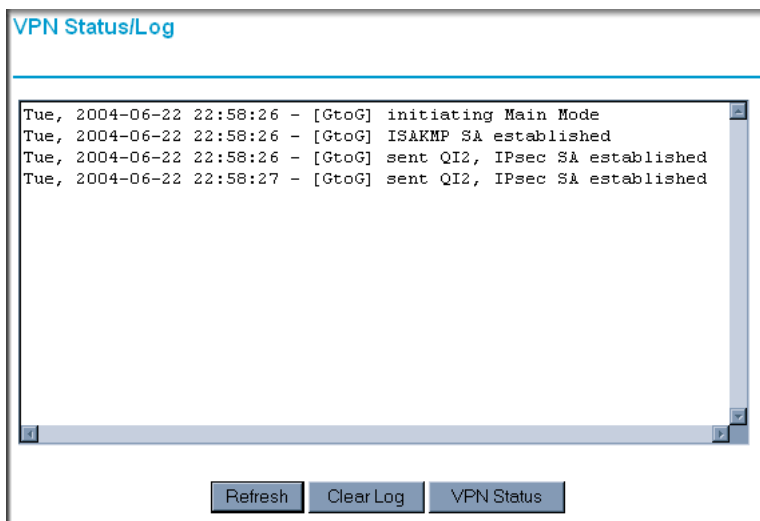 VPN Status/Log
Tue, 2004-06-22 22:58:26 - [GtoG] initiating Main Mode
Tue, 2004-06-22 22:58:26 - [GtoG] ISAKMP SA established
Tue, 2004-06-22 22:58:26 - [GtoG] sent QI2, IPsec SA established
Tue, 2004-06-22 22:58:27 - [GtoG] sent QI2, IPsec SA established
Refresh Clear Log VPN Status